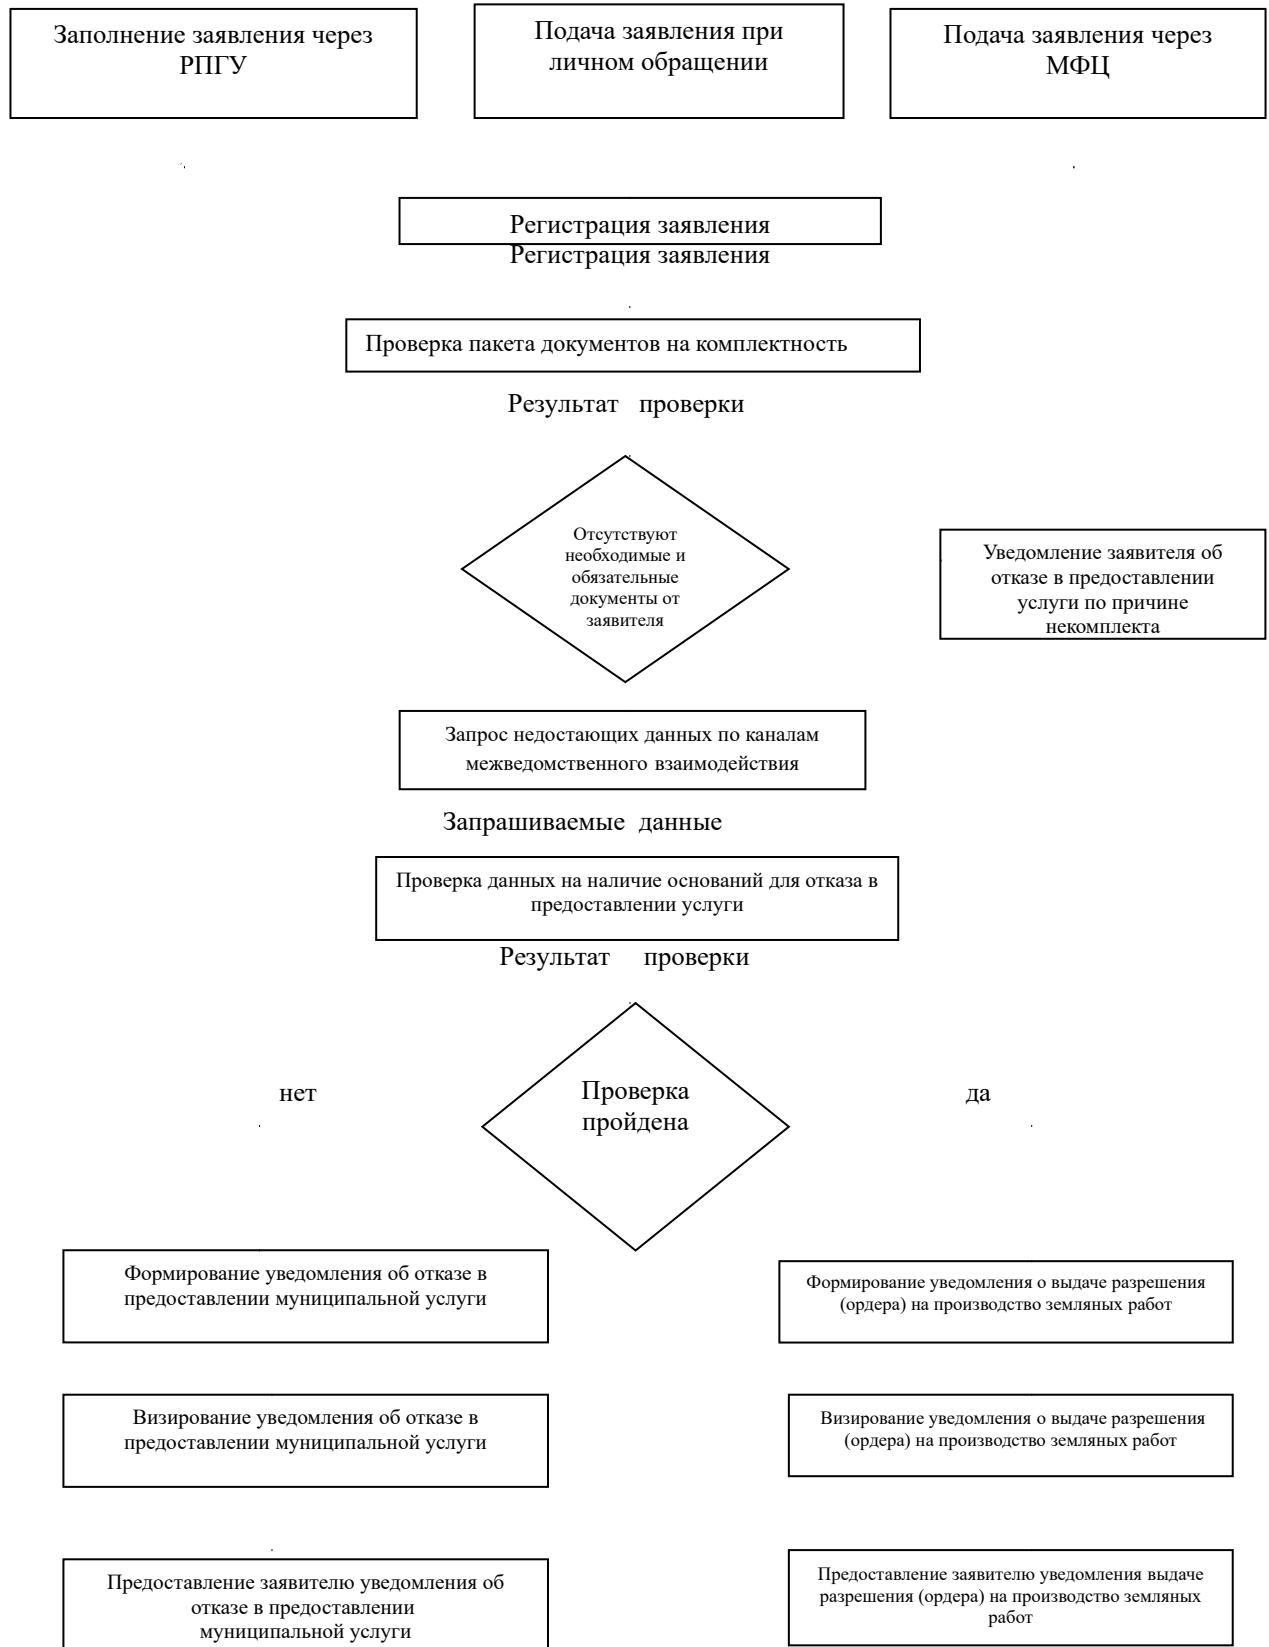 Заполнение заявления через
РПГУ
Подача заявления при
личном обращении
Подача заявления через
МФЦ
Регистрация заявления
Регистрация заявления
Проверка пакета документов на комплектность
Результат проверки
Отсутствуют
необходимые и
обязательные
документы от
заявителя
Уведомление заявителя об
отказе в предоставлении
услуги по причине
некомплекта
Запрос недостающих данных по каналам
межведомственного взаимодействия
Запрашиваемые данные
Проверка данных на наличие оснований для отказа в
предоставлении услуги
Результат проверки
нет
Проверка
пройдена
да
Формирование уведомления об отказе в
предоставлении муниципальной услуги
Формирование уведомления о выдаче разрешения
(ордера) на производство земляных работ
Визирование уведомления об отказе в
предоставлении муниципальной услуги
Визирование уведомления о выдаче разрешения
(ордера) на производство земляных работ
Предоставление заявителю уведомления об
отказе в предоставлении
муниципальной услуги
Предоставление заявителю уведомления выдаче
разрешения (ордера) на производство земляных
работ